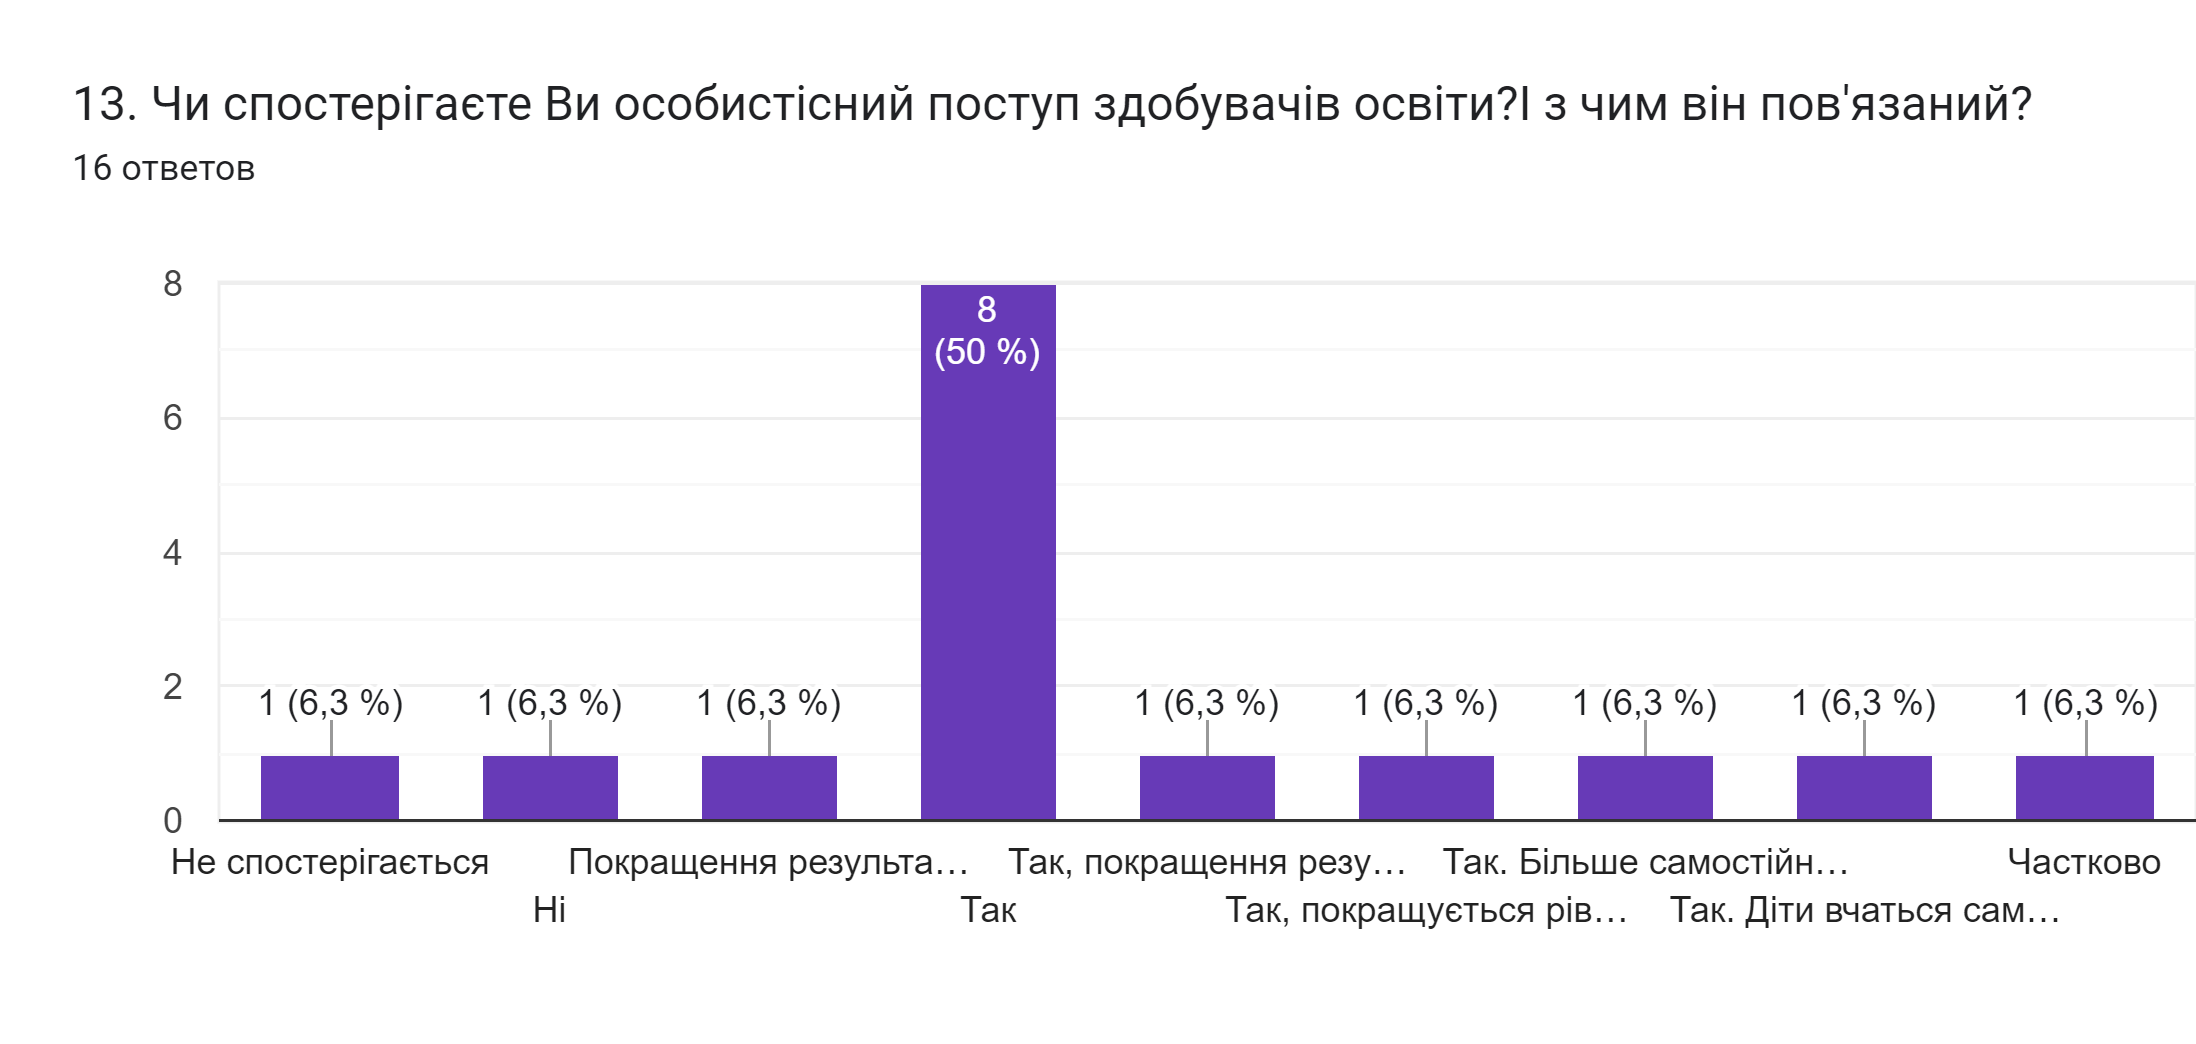 13. Чи спостерігаєте Ви особистісний поступ здобувачів освіти?І з чим він пов'язаний?
16 ответов
8
6
4
2
0
8
(50 %)
1 (6,3 %) 1 (6,3 %) 1 (6,3 %) 1 (6,3 %) 1 (6,3 %) 1 (6,3 %) 1 (6,3 %) 1 (6,3 %)
Не спостерігається Покращення результа… Так, покращення резу… Так. Більше самостійн… Частково
Ні Так Так, покращується рів… Так. Діти вчаться сам…